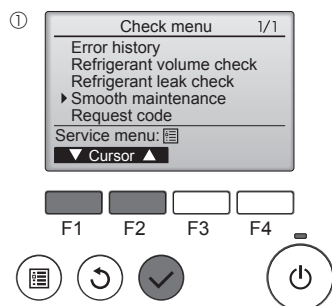 ①
Check menu 1/1
Error history
Refrigerant volume check
Refrigerant leak check
Smooth maintenance
Request code
Service menu:
▼ Cursor ▲
F1 F2 F3 F4